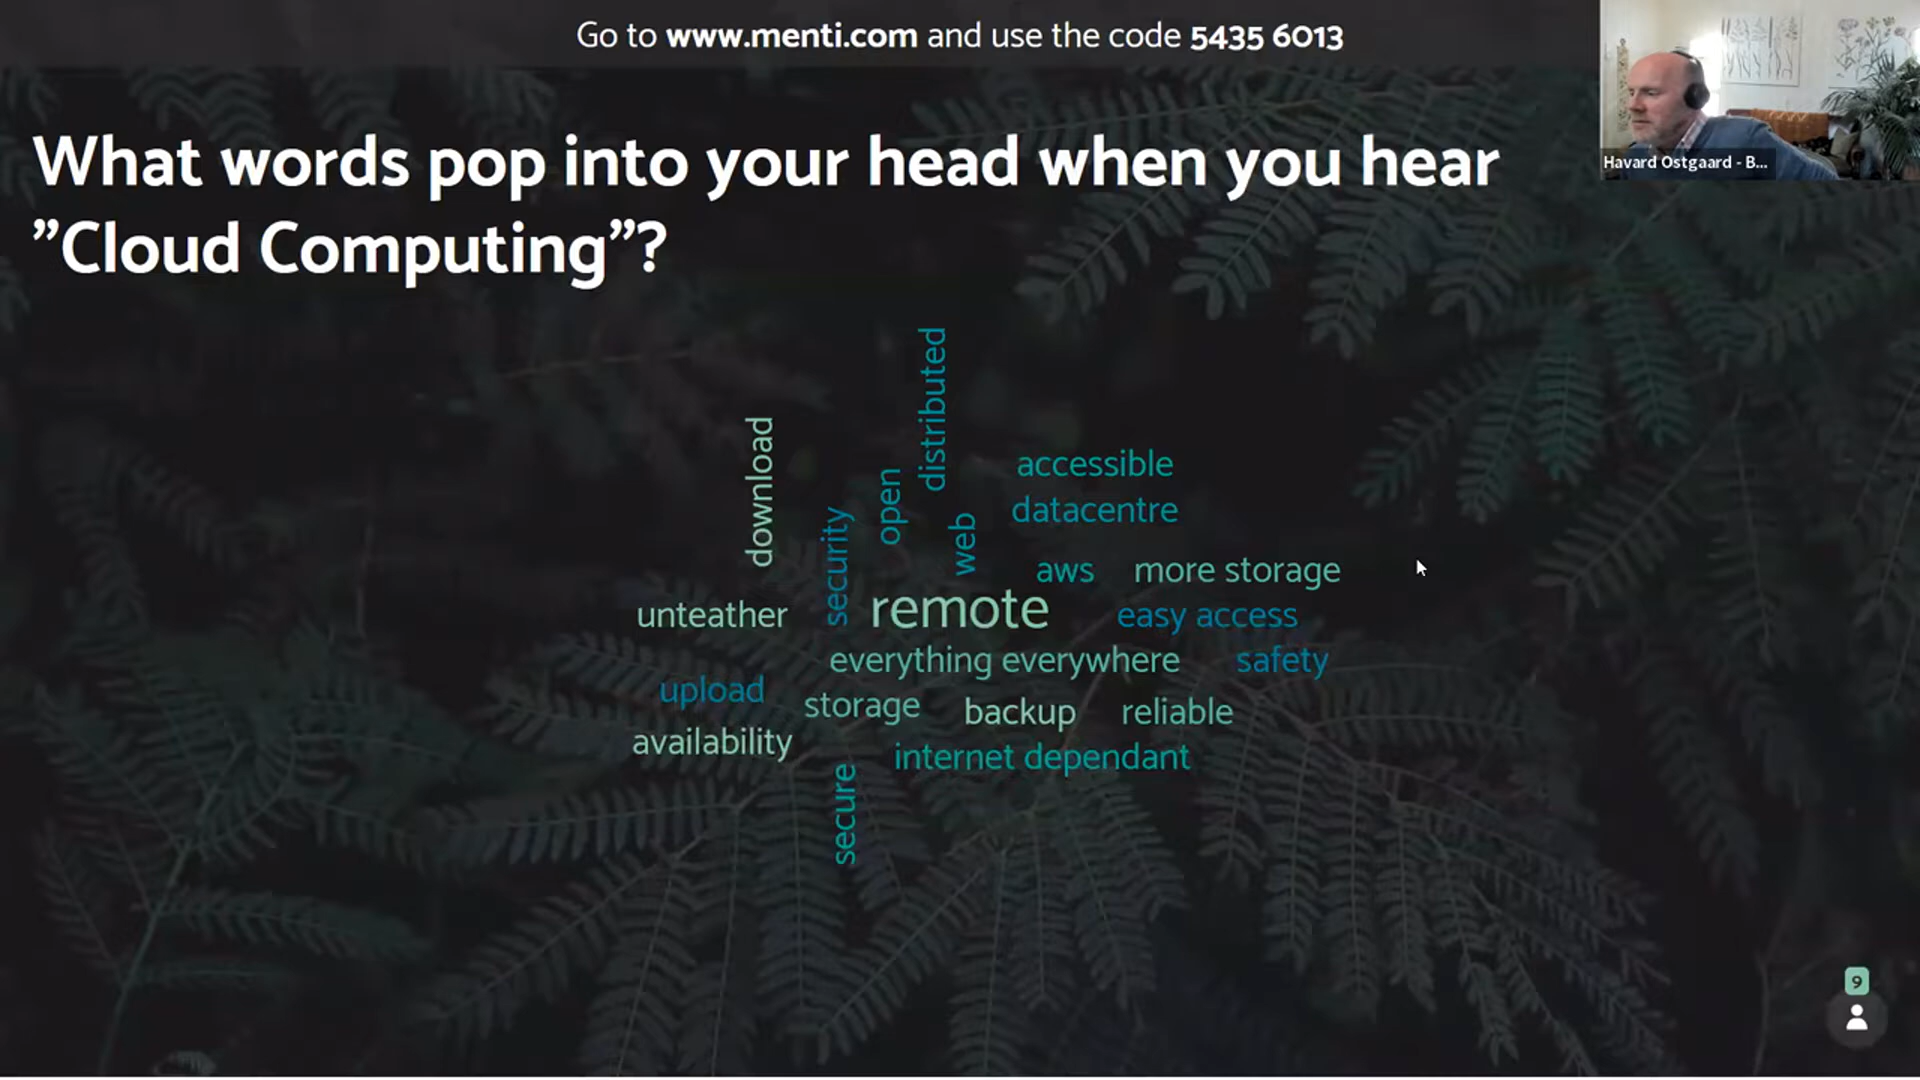 Go to www.menti.com and use the code 5435 6013
Havard Ostgaard - B...
What words pop into your head when you hear
"Cloud Computing"?
distributed
download
open
accessible
security
web
datacentre
aws
more storage
unteather
remote
easy access
everything everywhere
safety
upload
storage
backup
reliable
availability
internet dependant
secure
9